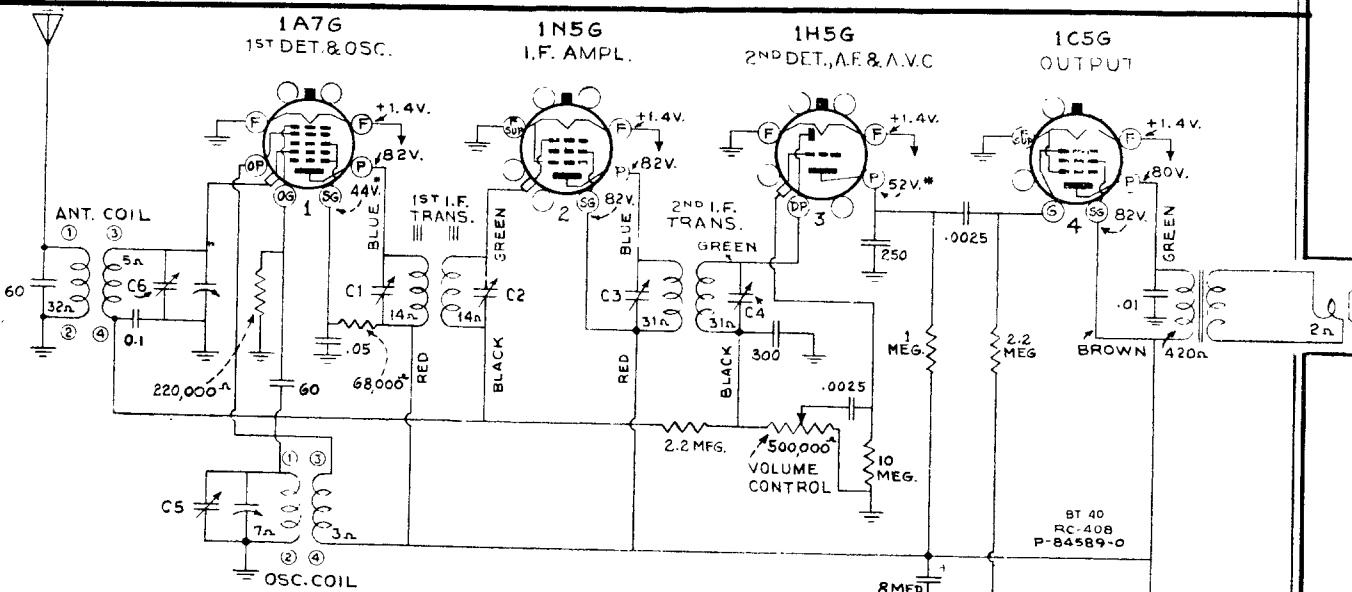 1A7G
1ST DET. & OSC.
1N5G
I.F. AMPL.
1H5G
2ND DET., A.F. & A.V.C
1C5G
OUTPUT
F
F
+1.4V.
OP
P
82V.
OG
SG
44V.*
1
SUP
F
+1.4V.
P
82V.
SG
82V.
2
F
F
+1.4V.
P
52V.*
DP
3
SUP
F
+1.4V.
P
80V.
G
SG
82V.
4
ANT. COIL
①
③
5Ω
C6
60
32Ω
②
④
0.1
220,000Ω
60
.05
68,000Ω
BLUE
1ST I.F.
TRANS.
C1
14Ω
14Ω
RED
GREEN
C2
BLACK
BLUE
2ND I.F.
TRANS.
GREEN
C3
31Ω
31Ω
C4
RED
BLACK
300
250
.0025
1
MEG.
2.2
MEG
GREEN
.01
BROWN
420Ω
2Ω
.0025
2.2 MEG.
500,000Ω
VOLUME
CONTROL
10
MEG.
①
③
C5
7Ω
3Ω
②
④
OSC. COIL
BT 40
RC-408
P-84589-0
+
8 MFD